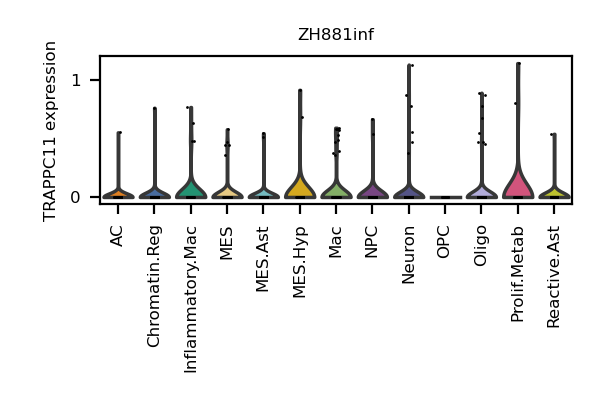 ZH881inf
TRAPPC11 expression
1
0
AC
Chromatin.Reg
Inflammatory.Mac
MES
MES.Ast
MES.Hyp
Mac
NPC
Neuron
OPC
Oligo
Prolif.Metab
Reactive.Ast